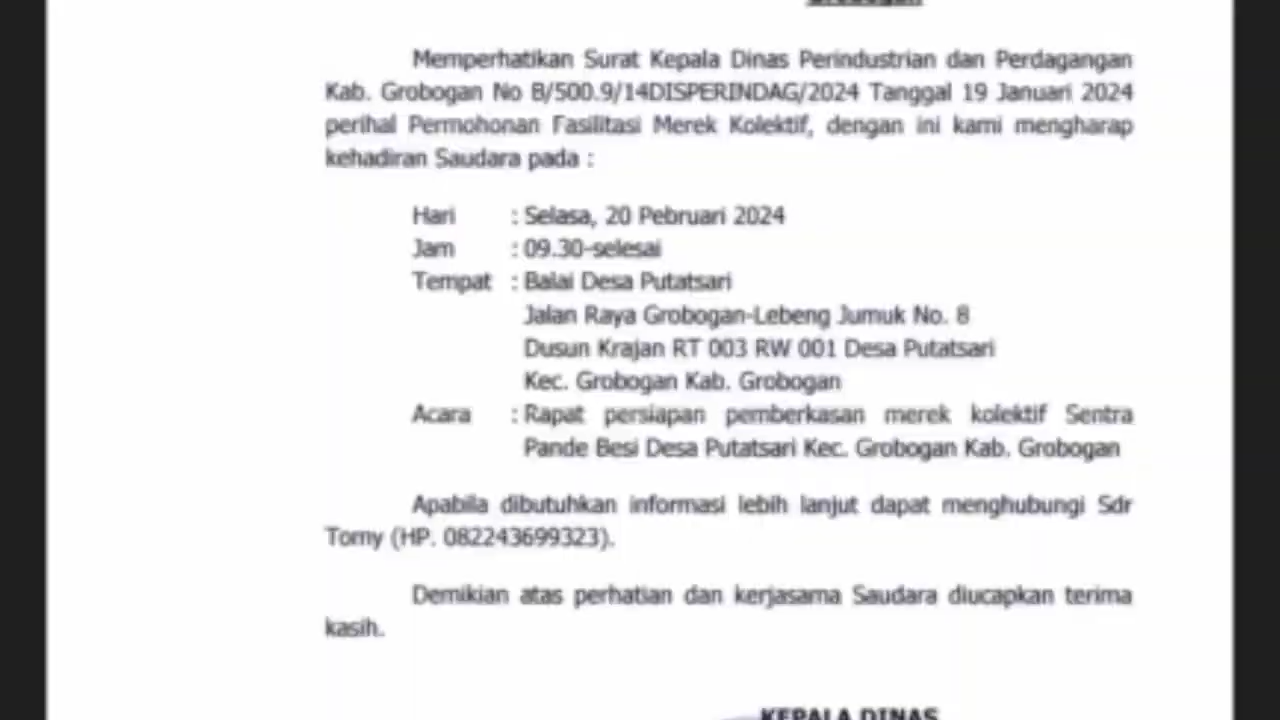 Grobogan
Memperhatikan Surat Kepala Dinas Perindustrian dan Perdagangan
Kab. Grobogan No B/500.9/14DISPERINDAG/2024 Tanggal 19 Januari 2024
perihal Permohonan Fasilitasi Merek Kolektif, dengan ini kami mengharap
kehadiran Saudara pada :
Hari : Selasa, 20 Pebruari 2024
Jam : 09.30-selesai
Tempat : Balai Desa Putatsari
Jalan Raya Grobogan-Lebeng Jumuk No. 8
Dusun Krajan RT 003 RW 001 Desa Putatsari
Kec. Grobogan Kab. Grobogan
Acara : Rapat persiapan pemberkasan merek kolektif Sentra
Pande Besi Desa Putatsari Kec. Grobogan Kab. Grobogan
Apabila dibutuhkan informasi lebih lanjut dapat menghubungi Sdr
Tomy (HP. 082243699323).
Demikian atas perhatian dan kerjasama Saudara diucapkan terima
kasih.
KEPALA DINAS